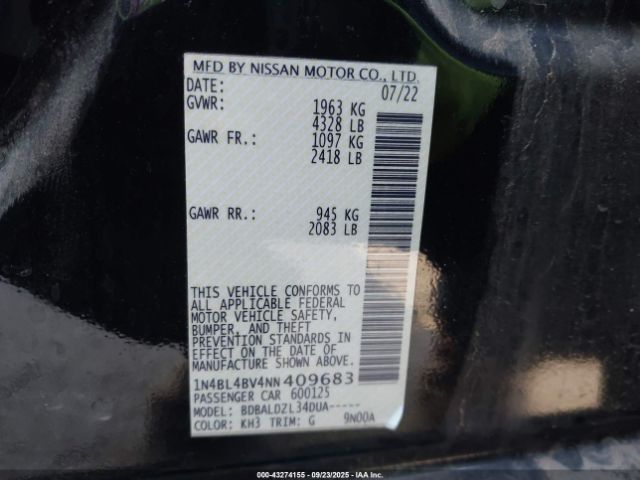 MFD BY NISSAN MOTOR CO., LTD.
DATE: 07/22
GVWR: 1963 KG
4328 LB
GAWR FR.: 1097 KG
2418 LB
GAWR RR.: 945 KG
2083 LB
THIS VEHICLE CONFORMS TO
ALL APPLICABLE FEDERAL
MOTOR VEHICLE SAFETY,
BUMPER, AND THEFT
PREVENTION STANDARDS IN
EFFECT ON THE DATE OF
MANUFACTURE SHOWN ABOVE.
1N4BL4BV4NN409683
PASSENGER CAR 600125
MODEL: BDBALDZL34DUA-----
COLOR: KH3 TRIM: G 9N00A
000-43274155 - 09/23/2025 - IAAI.COM